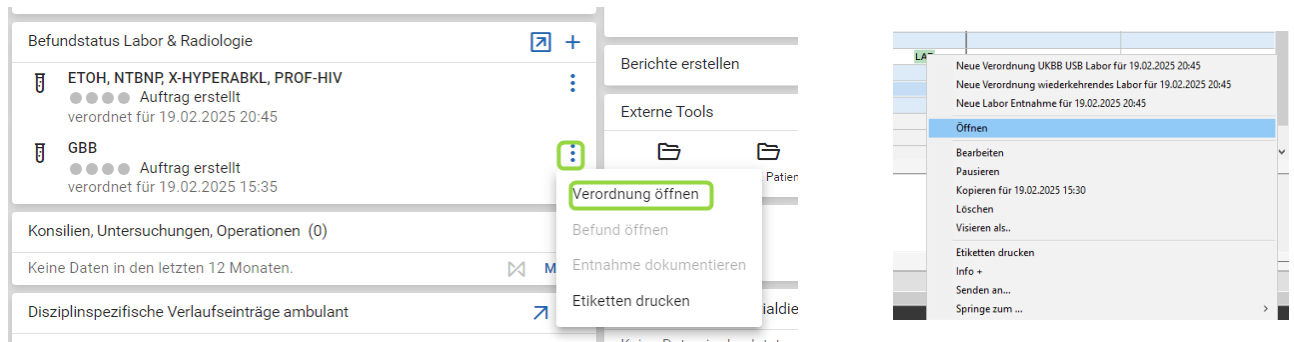 Befundstatus Labor & Radiologie
ETOH, NTBNP, X-HYPERABKL, PROF-HIV
Auftrag erstellt
verordnet für 19.02.2025 20:45
GBB
Auftrag erstellt
verordnet für 19.02.2025 15:35
Verordnung öffnen
Befund öffnen
Entnahme dokumentieren
Etiketten drucken
Konsilien, Untersuchungen, Operationen (0)
Keine Daten in den letzten 12 Monaten.
M
Disziplinspezifische Verlaufseinträge ambulant
Berichte erstellen
Externe Tools
Patien
ialdie
Neue Verordnung UKBB USB Labor für 19.02.2025 20:45
Neue Verordnung wiederkehrendes Labor für 19.02.2025 20:45
Neue Labor Entnahme für 19.02.2025 20:45
Öffnen
Bearbeiten
Pausieren
Kopieren für 19.02.2025 15:30
Löschen
Visieren als..
Etiketten drucken
Info +
Senden an...
Springe zum ...